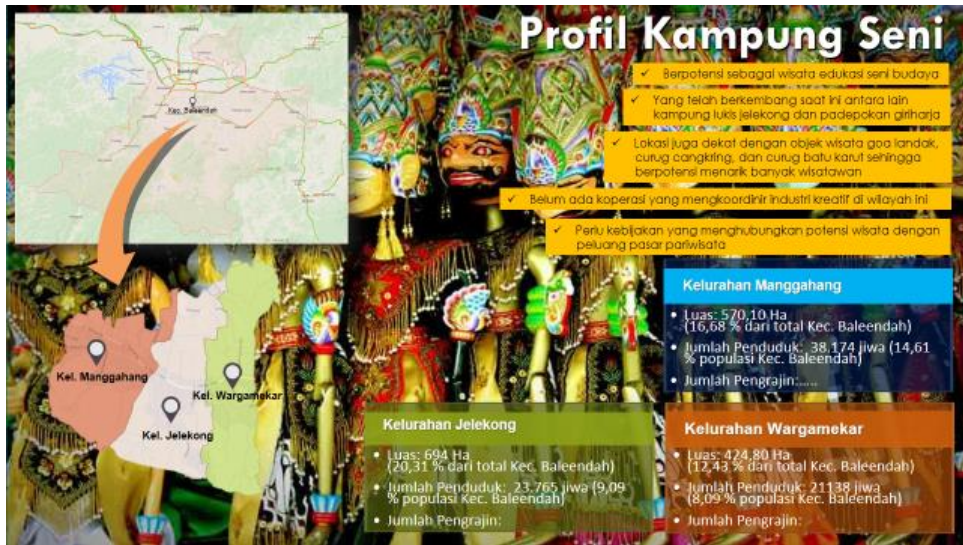 Profil Kampung Seni
Kec. Baleendah
✓ Berpotensi sebagai wisata edukasi seni budaya
✓ Yang telah berkembang saat ini antara lain
kampung lukis jelekong dan padepokan giriharja
✓ Lokasi juga dekat dengan objek wisata goa landak,
curug cangkring, dan curug batu karut sehingga
berpotensi menarik banyak wisatawan
✓ Belum ada koperasi yang mengkoordinir industri kreatif di wilayah ini
✓ Perlu kebijakan yang menghubungkan potensi wisata dengan
peluang pasar pariwisata
Kel. Manggahang
Kel. Wargamekar
Kel. Jelekong
Kelurahan Manggahang
• Luas: 570,10 Ha
(16,68 % dari total Kec. Baleendah)
• Jumlah Penduduk: 38.174 jiwa (14,61
% populasi Kec. Baleendah)
• Jumlah Pengrajin:.....
Kelurahan Jelekong
• Luas: 694 Ha
(20,31 % dari total Kec. Baleendah)
• Jumlah Penduduk: 23.765 jiwa (9,09
% populasi Kec. Baleendah)
• Jumlah Pengrajin:
Kelurahan Wargamekar
• Luas: 424,80 Ha
(12,43 % dari total Kec. Baleendah)
• Jumlah Penduduk: 21138 jiwa
(8,09 % populasi Kec. Baleendah)
• Jumlah Pengrajin: